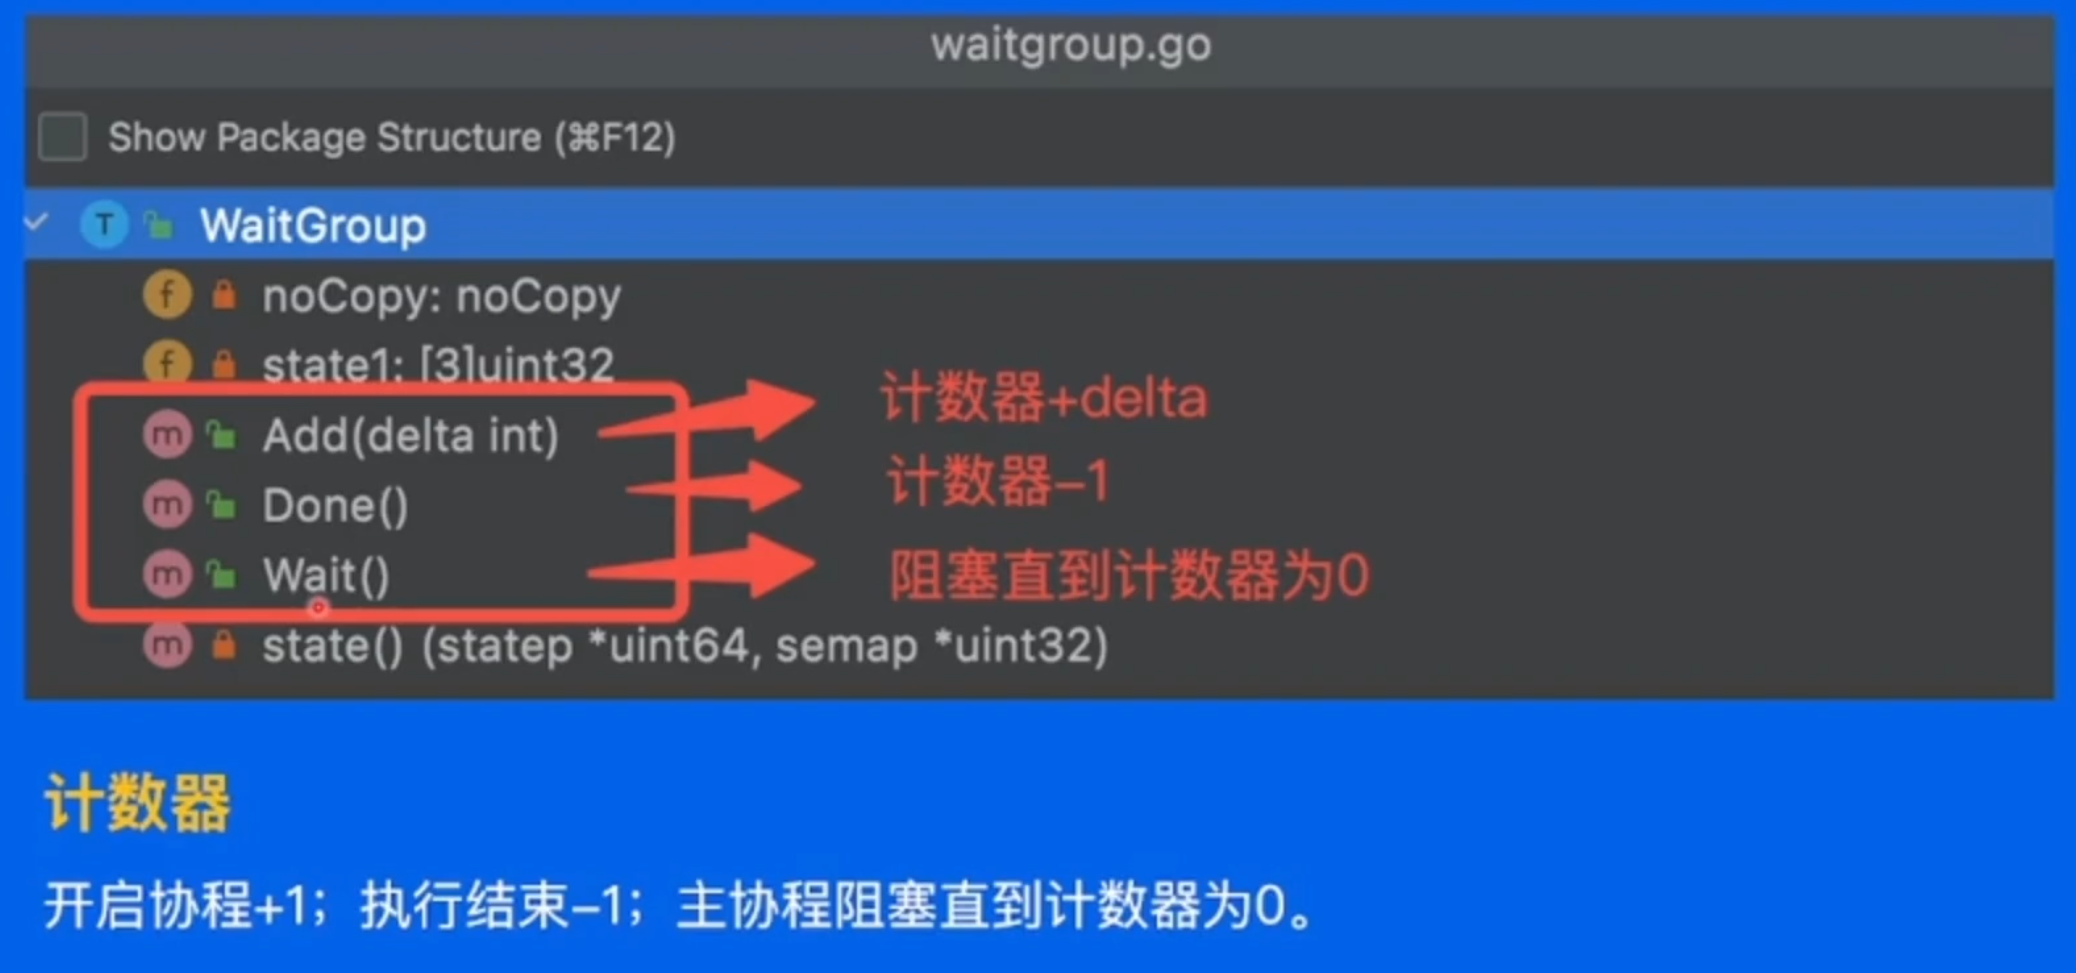 waitgroup.go
Show Package Structure (⌘F12)
T WaitGroup
f noCopy: noCopy
f state1: [3]uint32
m Add(delta int) 计数器+delta
m Done() 计数器-1
m Wait() 阻塞直到计数器为0
m state() (statep *uint64, semap *uint32)
计数器
开启协程+1；执行结束-1；主协程阻塞直到计数器为0。